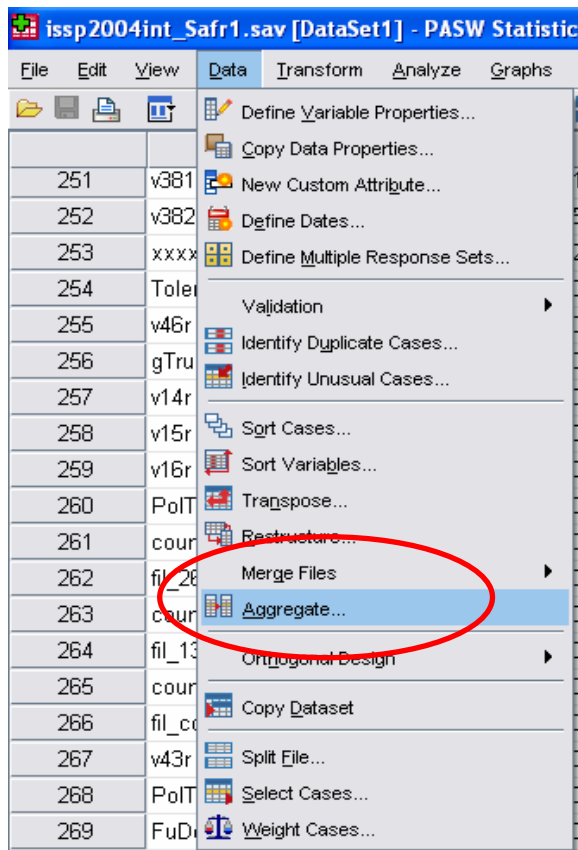 issp2004int_Safr1.sav [DataSet1] - PASW Statistic
File Edit View Data Transform Analyze Graphs
Define Variable Properties...
Copy Data Properties...
251 v381 New Custom Attribute...
252 v382 Define Dates...
253 xxxx Define Multiple Response Sets...
254 Toler
Validation
255 v46r
Identify Duplicate Cases...
256 gTru
Identify Unusual Cases...
257 v14r
258 v15r Sort Cases...
259 v16r Sort Variables...
260 PolT Transpose...
261 cour Restructure...
262 fil_26 Merge Files
263 cour Aggregate...
264 fil_13 Orthogonal Design
265 cour
266 fil_co Copy Dataset
267 v43r Split File...
268 PolT Select Cases...
269 FuD Weight Cases...